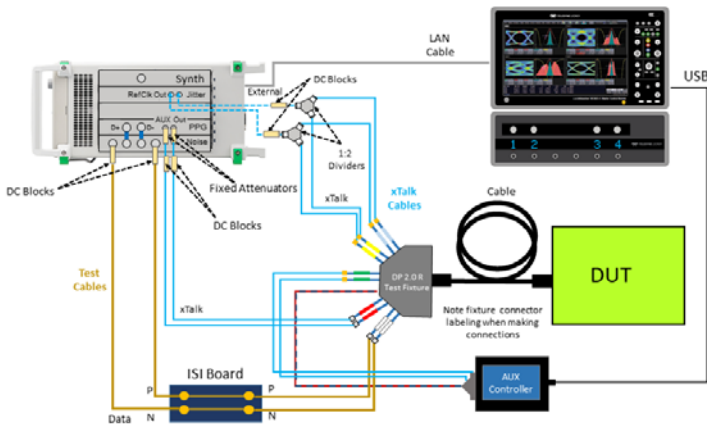 LAN
Cable
USB
Synth
RefClk Out
Jitter
External
DC Blocks
AUX Out
D+
D-
PPG
Noise
1:2
Dividers
1
2
3
4
DC Blocks
Fixed Attenuators
DC Blocks
xTalk
xTalk
Cables
Cable
Test
Cables
DP 2.0 R
Test Fixture
DUT
xTalk
Note fixture connector
labeling when making
connections
ISI Board
AUX
Controller
P
P
N
N
Data